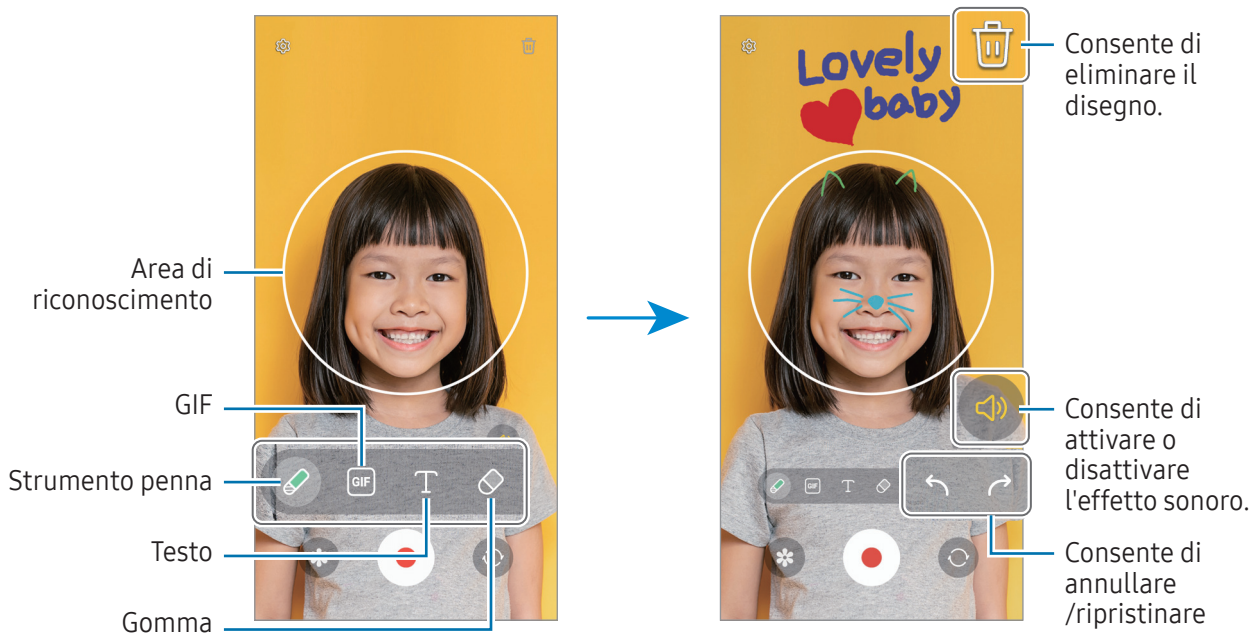 Area di
riconoscimento
GIF
Strumento penna
GIF
T
Testo
Gomma
Lovely
baby
GIF
T
Consente di
eliminare il
disegno.
Consente di
attivare o
disattivare
l'effetto sonoro.
Consente di
annullare
/ripristinare